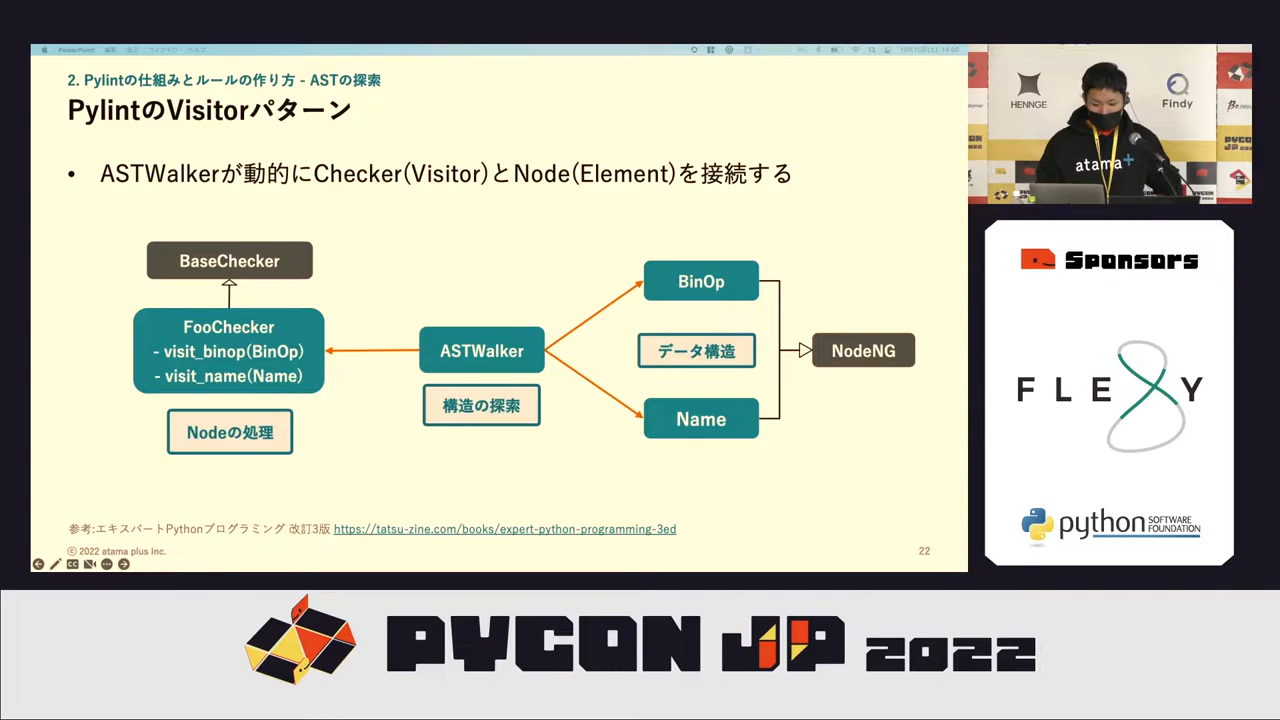 PowerPoint
2. Pylintの仕組みとルールの作り方 - ASTの探索
PylintのVisitorパターン
• ASTWalkerが動的にChecker(Visitor)とNode(Element)を接続する
BaseChecker
FooChecker
- visit_binop(BinOp)
- visit_name(Name)
Nodeの処理
ASTWalker
構造の探索
BinOp
データ構造
Name
NodeNG
参考:エキスパートPythonプログラミング 改訂3版 https://tatsu-zine.com/books/expert-python-programming-3ed
© 2022 atama plus Inc.
22
HENNGE
Findy
atama+
Sponsors
FLEXY
python
SOFTWARE
FOUNDATION
PYCON JP 2022